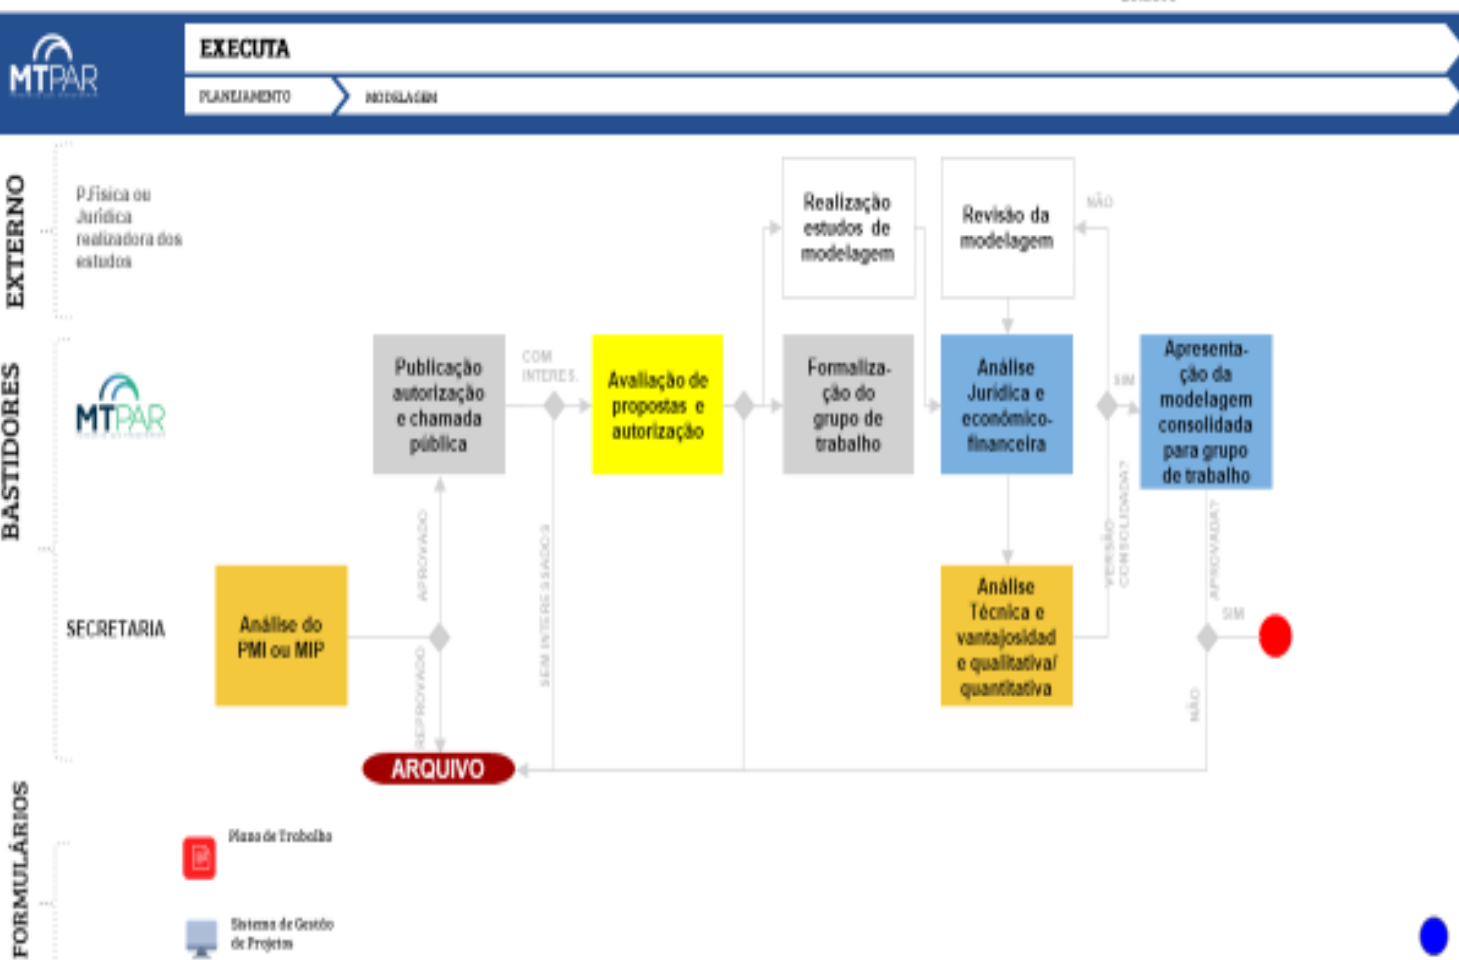 MTPAR
EXECUTA
PLANEJAMENTO
MODELAGEM
EXTERNO
P.Física ou
Jurídica
realizadora dos
estudos
Realização
estudos de
modelagem
Revisão da
modelagem
NÃO
BASTIDORES
MTPAR
Publicação
autorização
e chamada
pública
COM
INTERES.
Avaliação de
propostas e
autorização
Formaliza-
ção do
grupo de
trabalho
Análise
Jurídica e
econômico-
financeira
SIM
Apresenta-
ção da
modelagem
consolidada
para grupo
de trabalho
APROVADO
SEM INTERESSADOS
VERSÃO
CONSOLIDADA?
APROVADA?
SECRETARIA
Análise do
PMI ou MIP
REPROVADO
Análise
Técnica e
vantajosidad
e qualitativa/
quantitativa
SIM
NÃO
ARQUIVO
FORMULÁRIOS
Plano de Trabalho
Sistema de Gestão
de Projetos